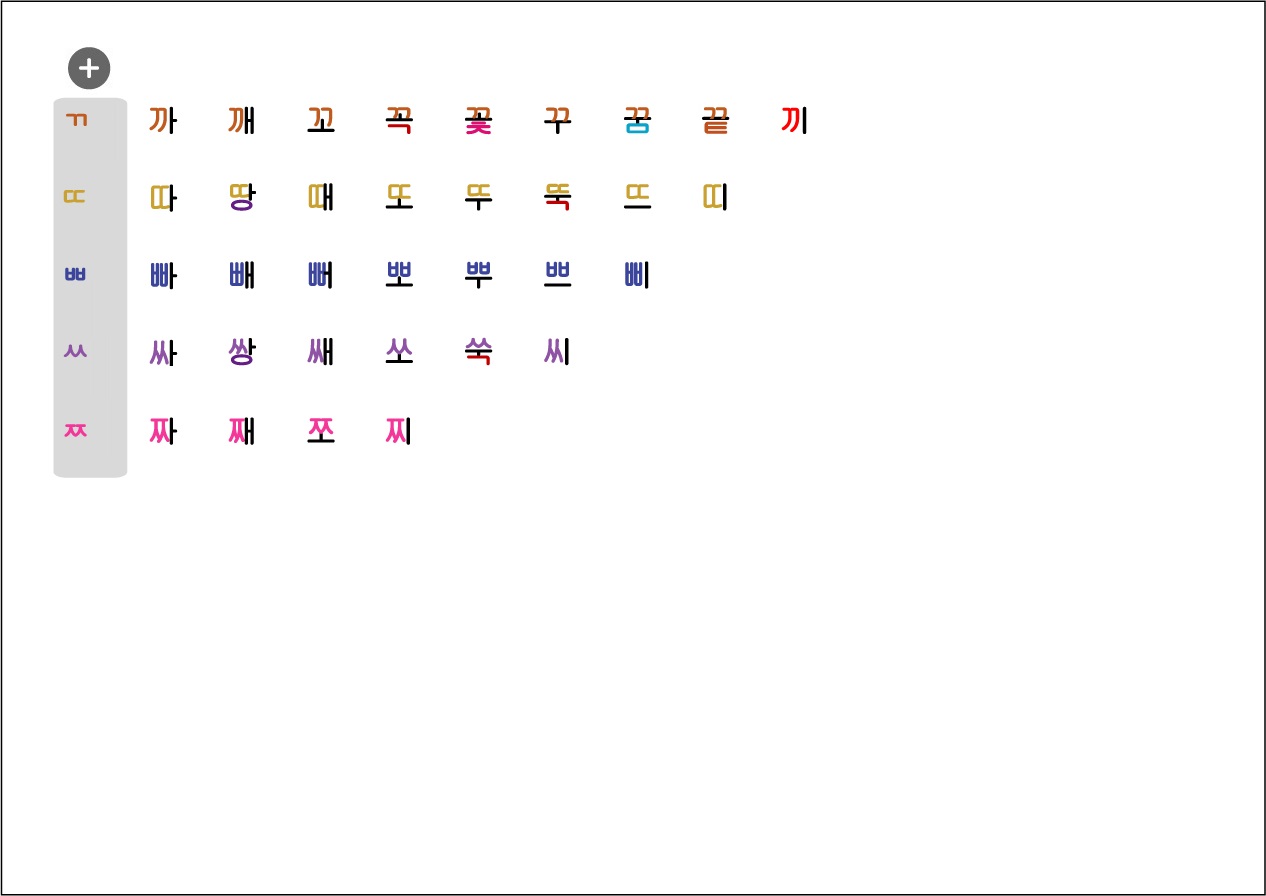 +
ㄲ 까 깨 꼬 꼭 꽃 꾸 꿈 끝 끼
ㄸ 따 땅 때 또 뚜 뚝 뜨 띠
ㅃ 빠 빼 뻐 뽀 뿌 쁘 삐
ㅆ 싸 쌍 쌔 쏘 쑥 씨
ㅉ 짜 째 쪼 찌